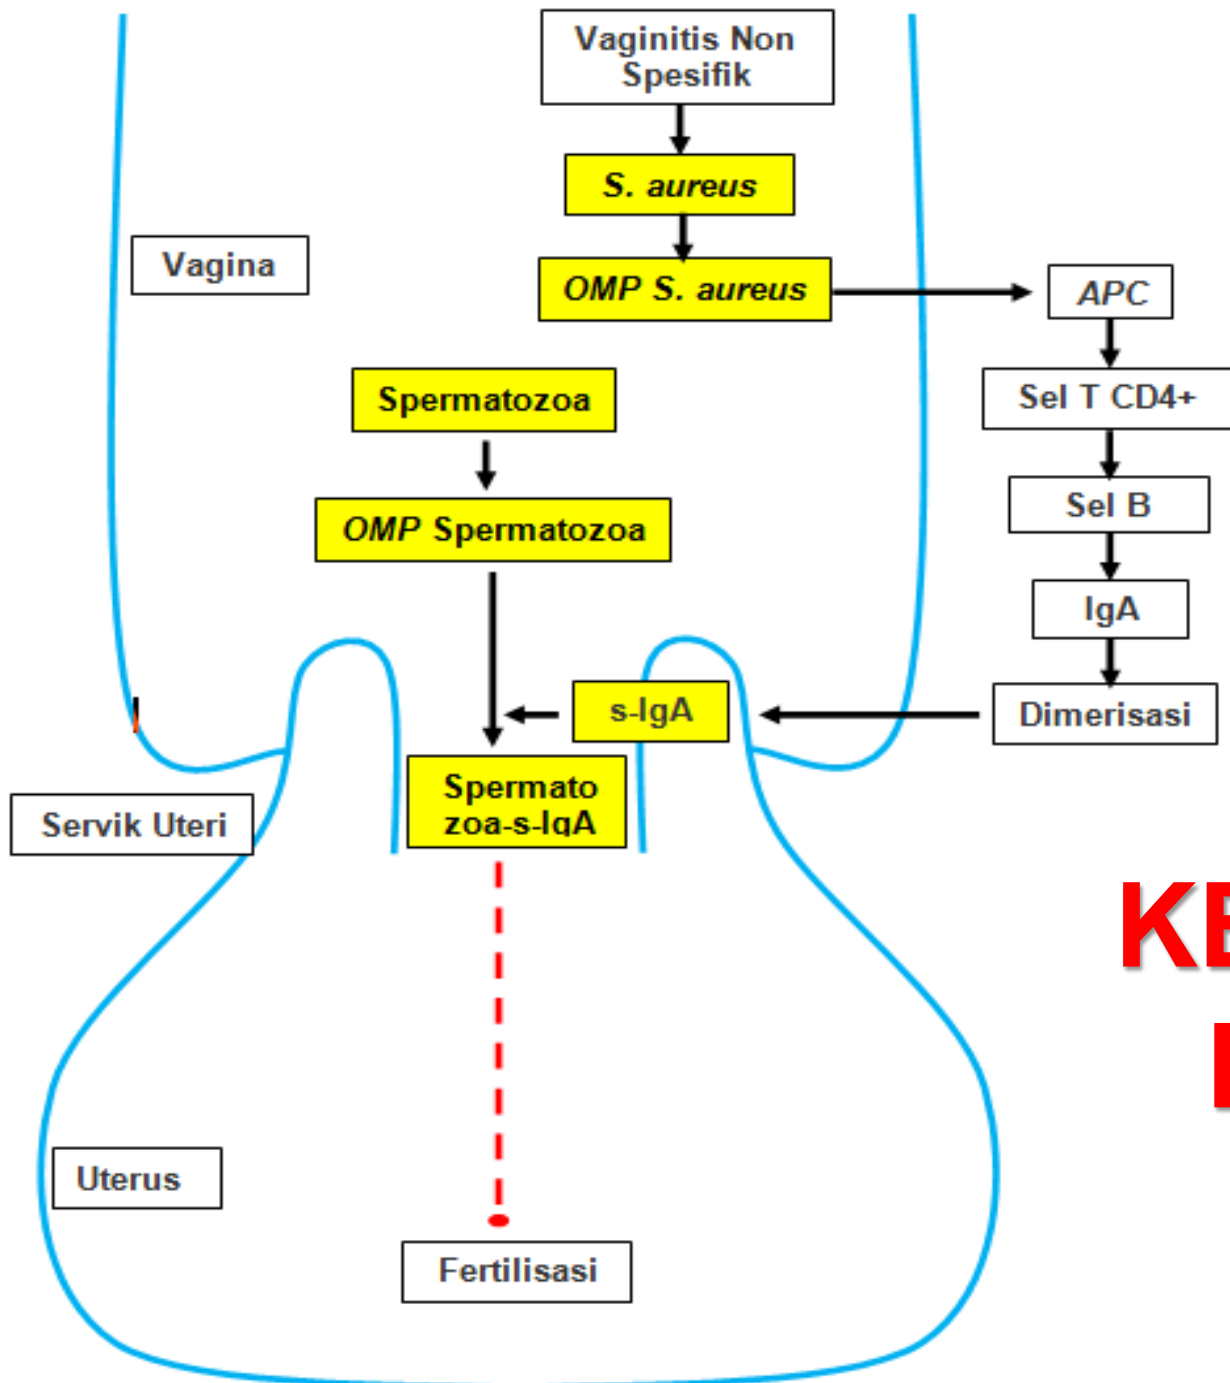 Vaginitis Non
Spesifik
S. aureus
Vagina
OMP S. aureus
APC
Spermatozoa
Sel T CD4+
OMP Spermatozoa
Sel B
IgA
s-IgA
Dimerisasi
Spermato
zoa-s-IgA
Servik Uteri
Uterus
Fertilisasi